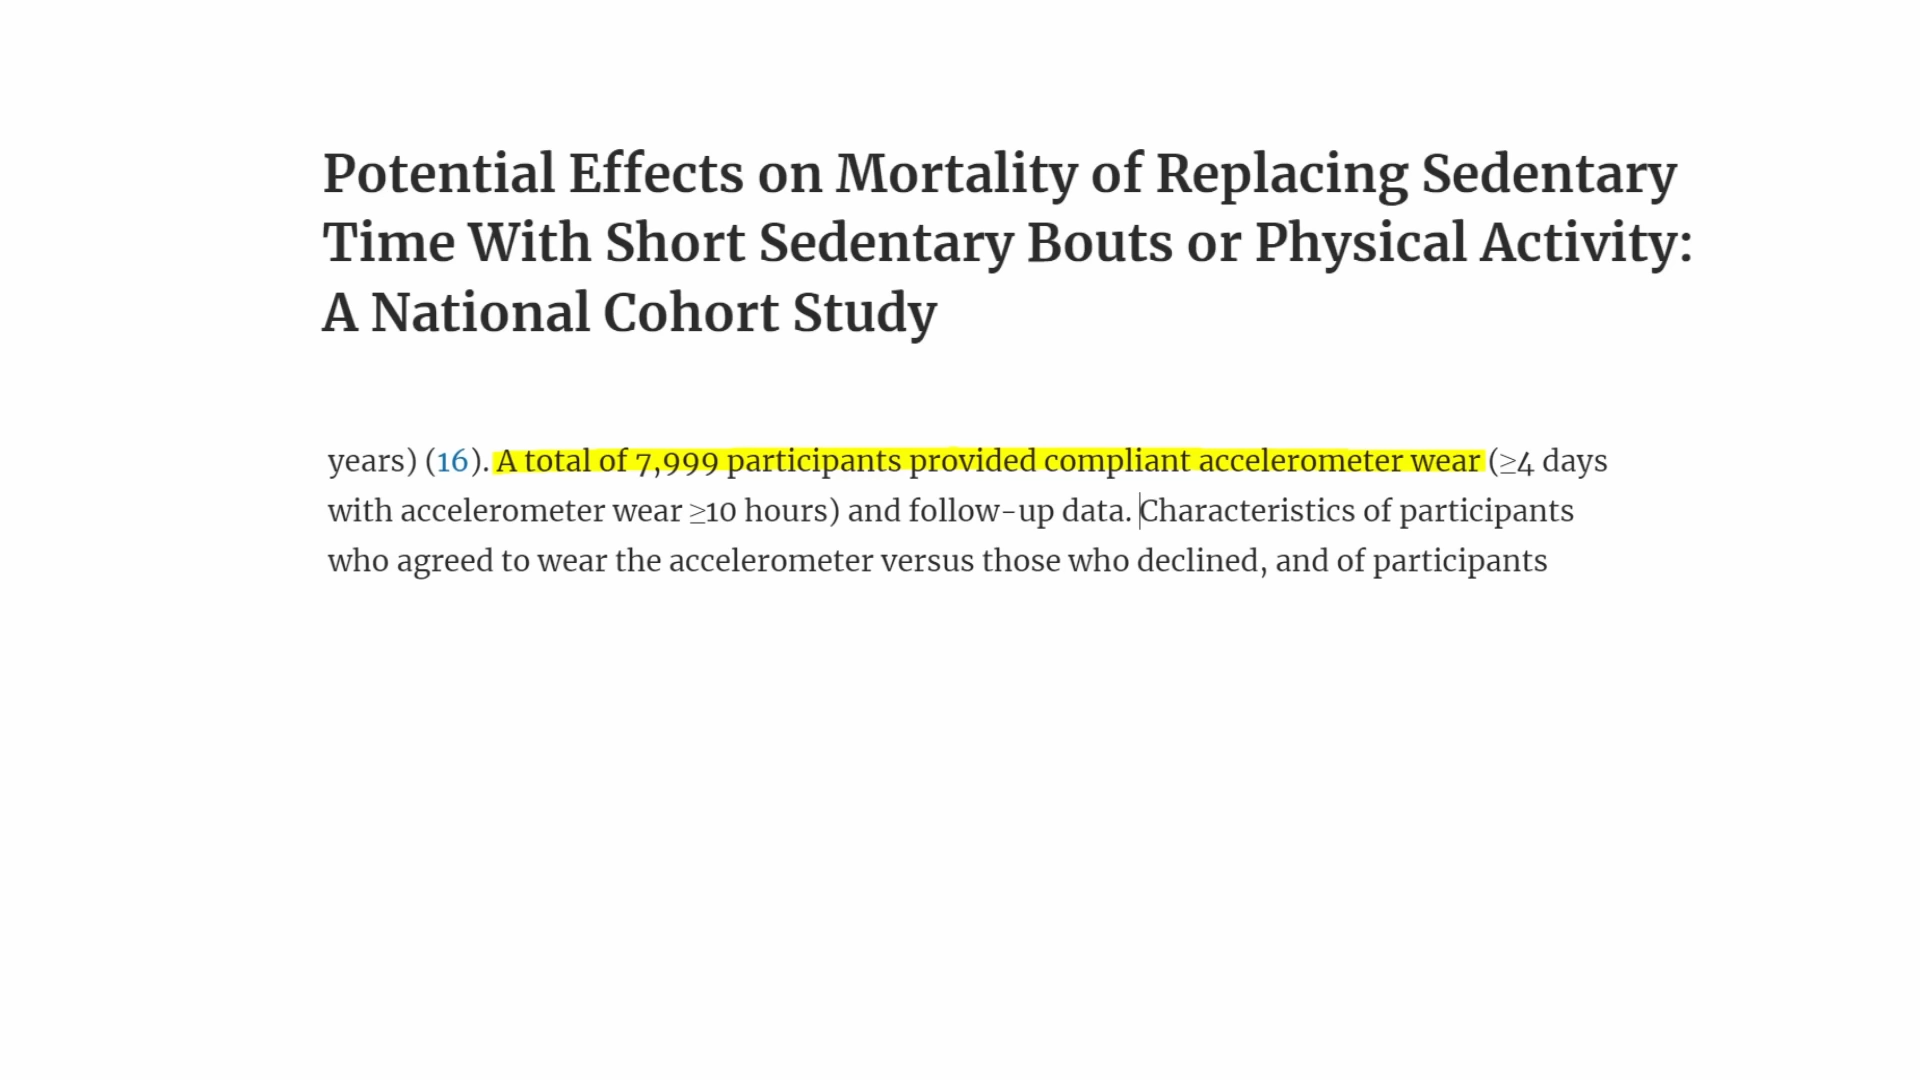 Potential Effects on Mortality of Replacing Sedentary
Time With Short Sedentary Bouts or Physical Activity:
A National Cohort Study
years) (16). A total of 7,999 participants provided compliant accelerometer wear (≥4 days
with accelerometer wear ≥10 hours) and follow-up data. Characteristics of participants
who agreed to wear the accelerometer versus those who declined, and of participants